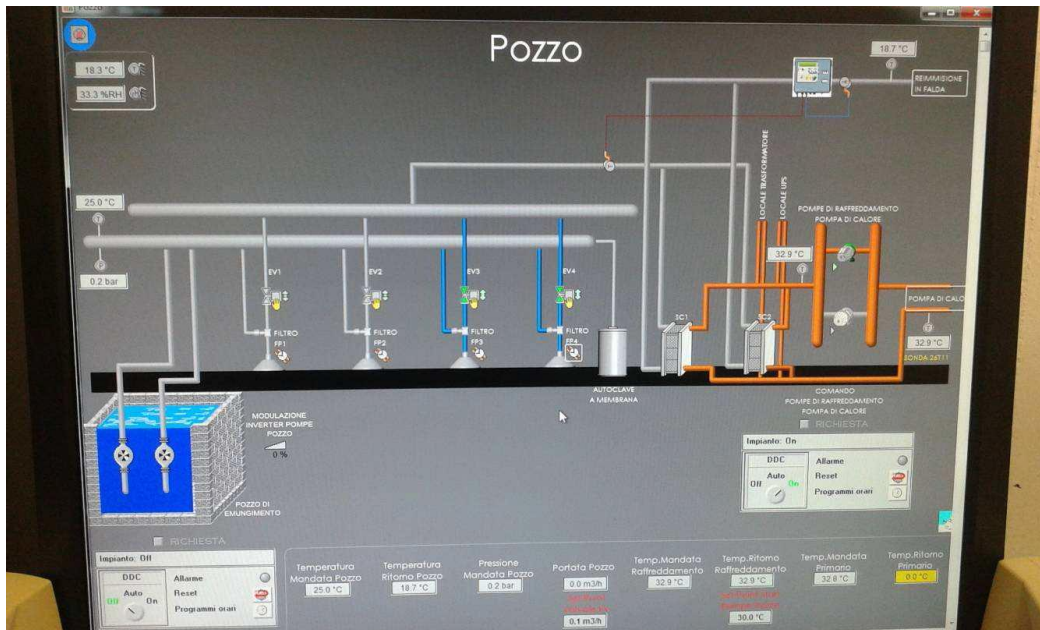 Pozzo
Pozzo
18.7 °C
18.3 °C
33.3 %RH
REIMMISIONE
IN FALDA
LOCALE TRASFORMATORE
LOCALE UPS
25.0 °C
POMPE DI RAFFREDDAMENTO
POMPA DI CALORE
32.9 °C
0.2 bar
EV1
EV2
EV3
EV4
POMPA DI CALO
FILTRO
FILTRO
FILTRO
FILTRO
SC1
SC2
FP1
FP2
FP3
FP4
32.9 °C
SONDA 26T11
AUTOCLAVE
A MEMBRANA
COMANDO
POMPE DI RAFFREDDAMENTO
POMPA DI CALORE
MODULAZIONE
INVERTER POMPE
POZZO
0 %
RICHIESTA
Impianto: On
DDC
Auto
Off
On
Allarme
Reset
Programmi orari
POZZO DI
EMUNGIMENTO
RICHIESTA
Impianto: Off
DDC
Auto
Off
On
Allarme
Reset
Programmi orari
Temperatura
Mandata Pozzo
25.0 °C
Temperatura
Ritorno Pozzo
18.7 °C
Pressione
Mandata Pozzo
0.2 bar
Portata Pozzo
0.0 m3/h
0.1 m3/h
Temp.Mandata
Raffreddamento
32.9 °C
Temp.Ritorno
Raffreddamento
32.9 °C
30.0 °C
Temp.Mandata
Primario
32.8 °C
Temp.Ritorno
Primario
0.0 °C